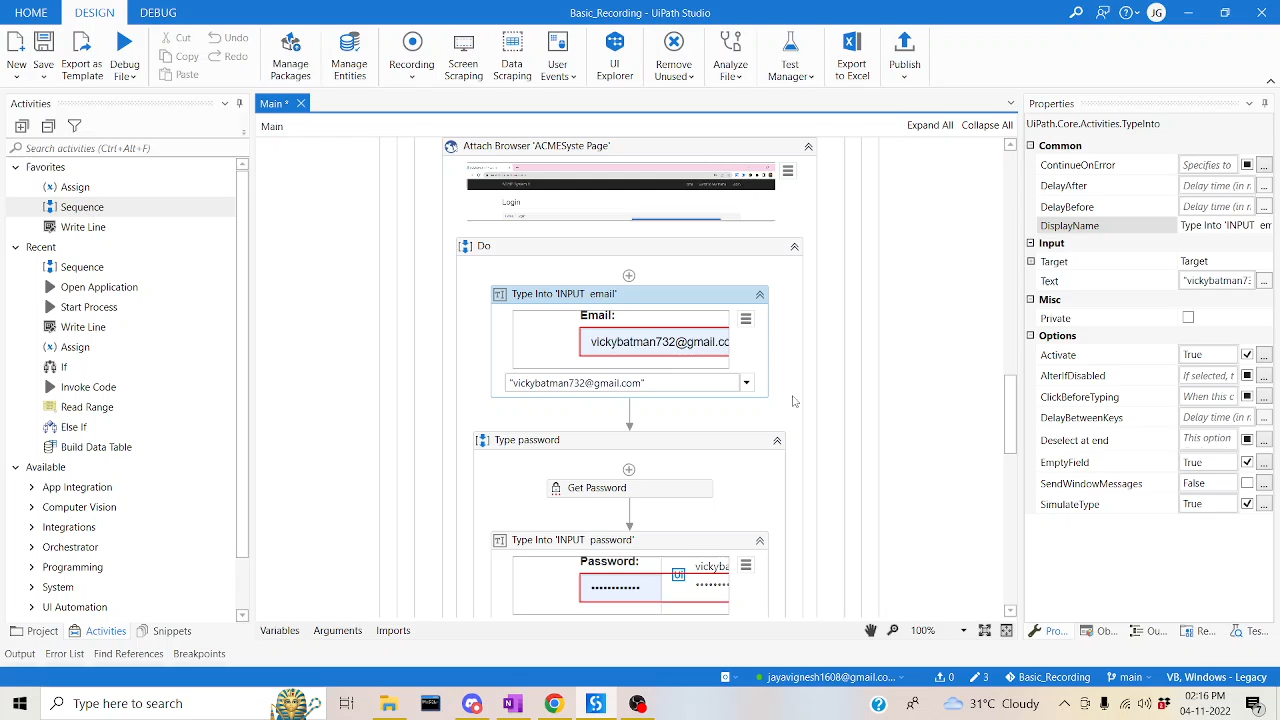 HOME DESIGN DEBUG Basic_Recording - UiPath Studio JG
New Save Export as Template Debug File Cut Copy Paste Undo Redo Manage Packages Manage Entities Recording Screen Scraping Data Scraping User Events UI Explorer Remove Unused Analyze File Test Manager Export to Excel Publish
Activities
Search activities (Ctrl+Alt+F)
Favorites
Assign
Sequence
Write Line
Recent
Sequence
Open Application
Start Process
Write Line
Assign
If
Invoke Code
Read Range
Else If
Build Data Table
Available
App Integration
Computer Vision
Integrations
Orchestrator
Programming
System
UI Automation
Project Activities Snippets
Main *
Main Expand All Collapse All
Attach Browser 'ACMESyste Page'
Login
Do
Type Into 'INPUT email'
Email:
vickybatman732@gmail.co
"vickybatman732@gmail.com"
Type password
Get Password
Type Into 'INPUT password'
Password: vickyba
Variables Arguments Imports 100%
Properties
UiPath.Core.Activities.TypeInto
Common
ContinueOnError Specifies to ...
DelayAfter Delay time (in r ...
DelayBefore Delay time (in r ...
DisplayName Type Into 'INPUT em
Input
Target Target
Text "vickybatman7: ...
Misc
Private
Options
Activate True ...
AlterIfDisabled If selected, t ...
ClickBeforeTyping When this c ...
DelayBetweenKeys Delay time (in r ...
Deselect at end This option ...
EmptyField True ...
SendWindowMessages False ...
SimulateType True ...
Pro... Ob... Ou... Re... Tes...
Output Error List Find References Breakpoints
jayavignesh1608@gmail.co... 0 3 Basic_Recording main VB, Windows - Legacy
Type here to search 31°C Cloudy 02:16 PM
04-11-2022 7